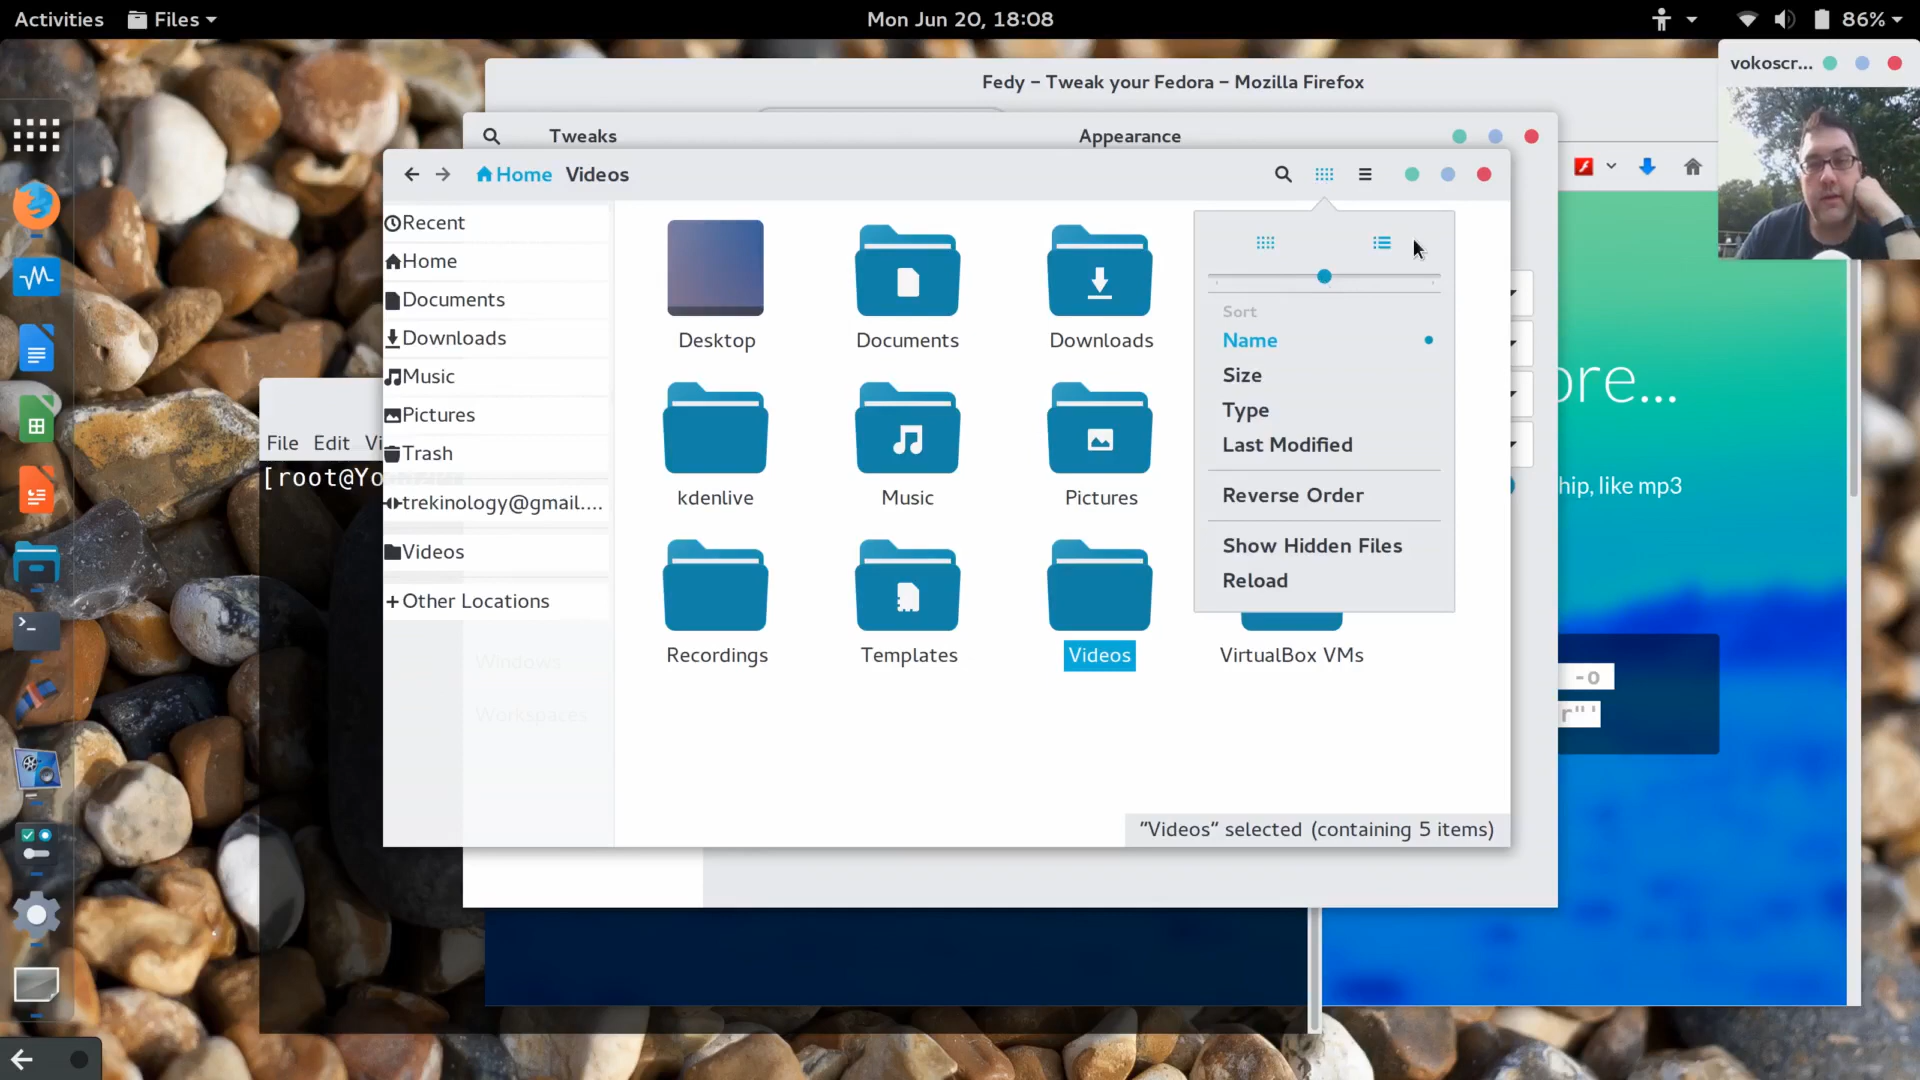 Activities
Files
Mon Jun 20, 18:08
86%
vokoscr...
Fedy – Tweak your Fedora – Mozilla Firefox
Tweaks
Appearance
Home
Videos
Recent
Home
Documents
Downloads
Music
Pictures
Trash
trekinology@gmail....
Videos
+ Other Locations
Windows
Workspaces
Desktop
Documents
Downloads
kdenlive
Music
Pictures
Recordings
Templates
Videos
VirtualBox VMs
Sort
Name
Size
Type
Last Modified
Reverse Order
Show Hidden Files
Reload
"Videos" selected (containing 5 items)
File Edit Vi
[root@Yo
ore...
hip, like mp3
-o
r"'